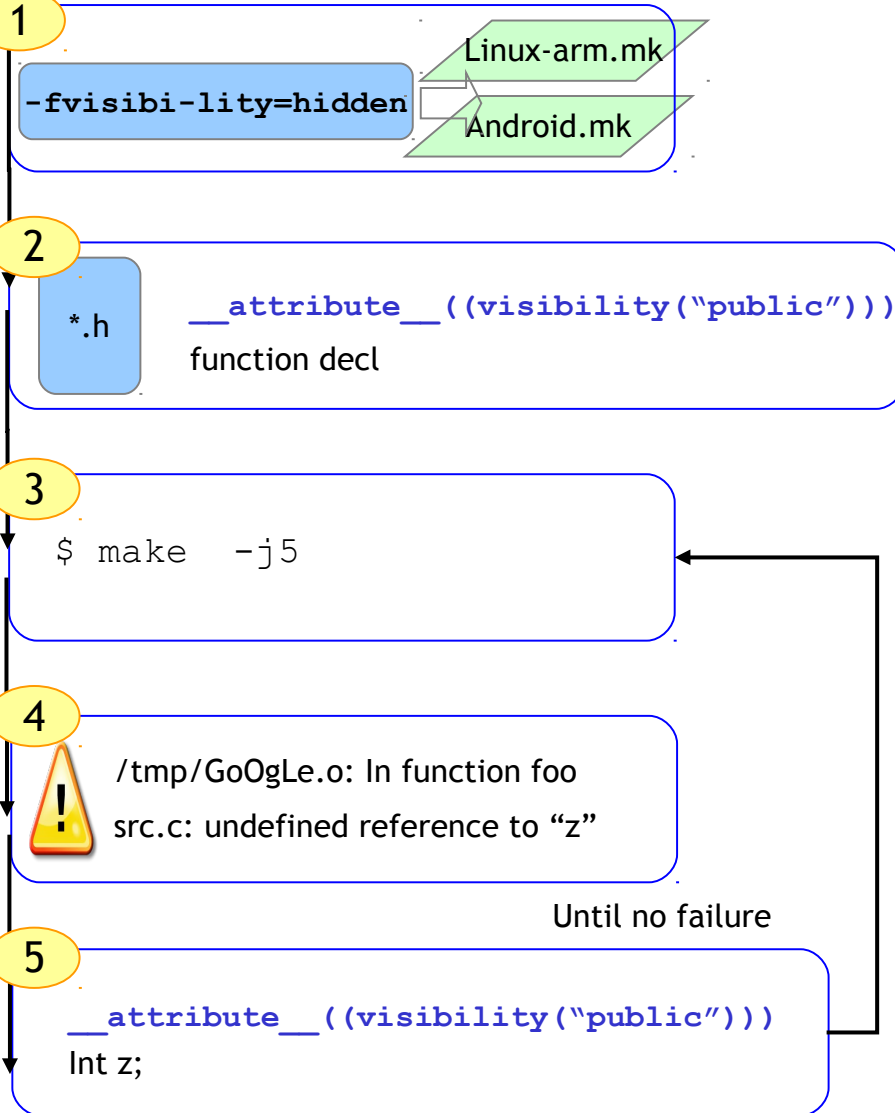 1
Linux-arm.mk
-fvisibi-lity=hidden
Android.mk
2
*.h
__attribute__((visibility(“public”)))
function decl
3
$ make -j5
4
!
/tmp/GoOgLe.o: In function foo
src.c: undefined reference to “z”
Until no failure
5
__attribute__((visibility(“public”)))
Int z;